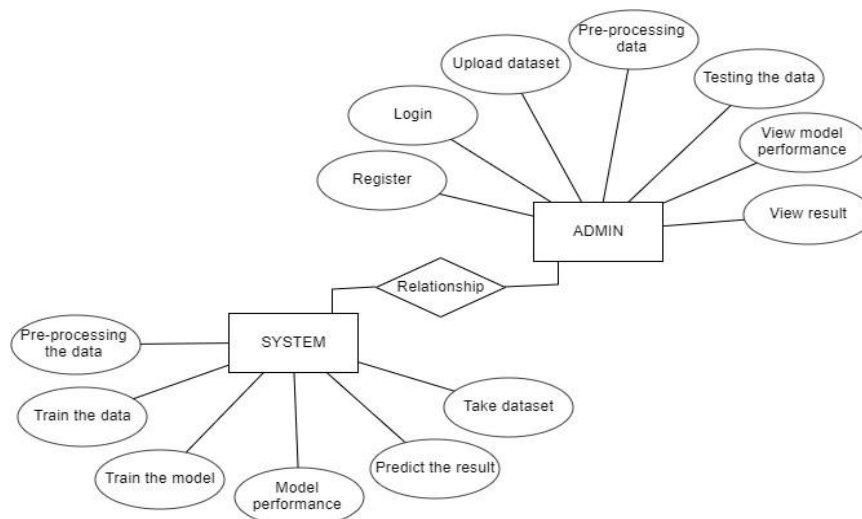 Pre-processing
data
Upload dataset
Testing the data
Login
View model
performance
Register
View result
ADMIN
Relationship
SYSTEM
Pre-processing
the data
Train the data
Take dataset
Train the model
Predict the result
Model
performance